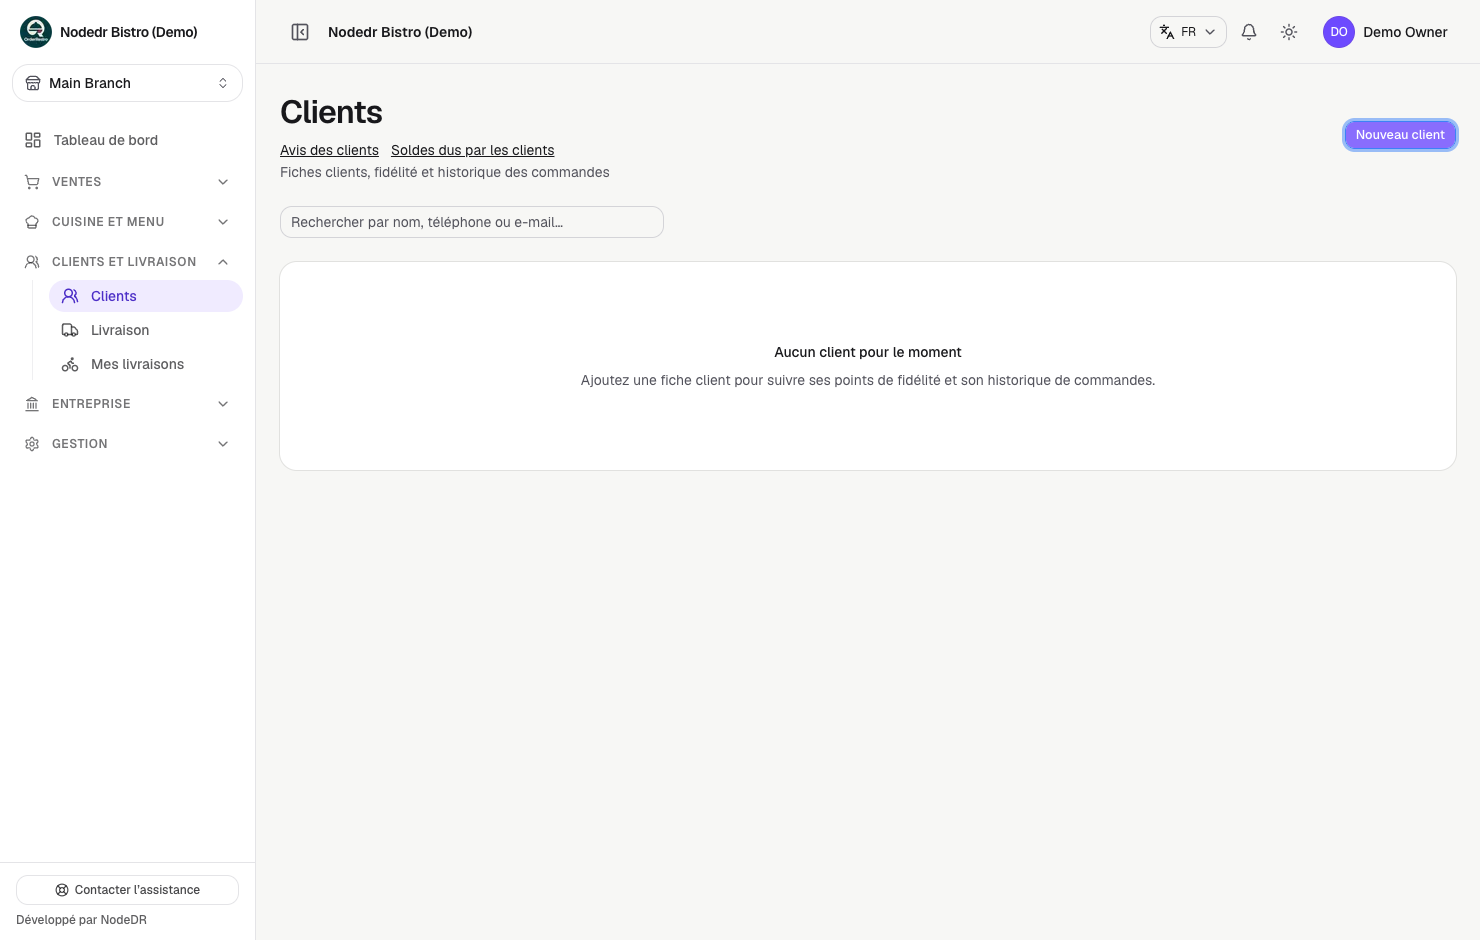 Nodedr Bistro (Demo)
Main Branch
Tableau de bord
VENTES
CUISINE ET MENU
CLIENTS ET LIVRAISON
Clients
Livraison
Mes livraisons
ENTREPRISE
GESTION
Contacter l'assistance
Développé par NodeDR
Nodedr Bistro (Demo)
FR
DO
Demo Owner
Clients
Nouveau client
Avis des clients
Soldes dus par les clients
Fiches clients, fidélité et historique des commandes
Rechercher par nom, téléphone ou e-mail…
Aucun client pour le moment
Ajoutez une fiche client pour suivre ses points de fidélité et son historique de commandes.